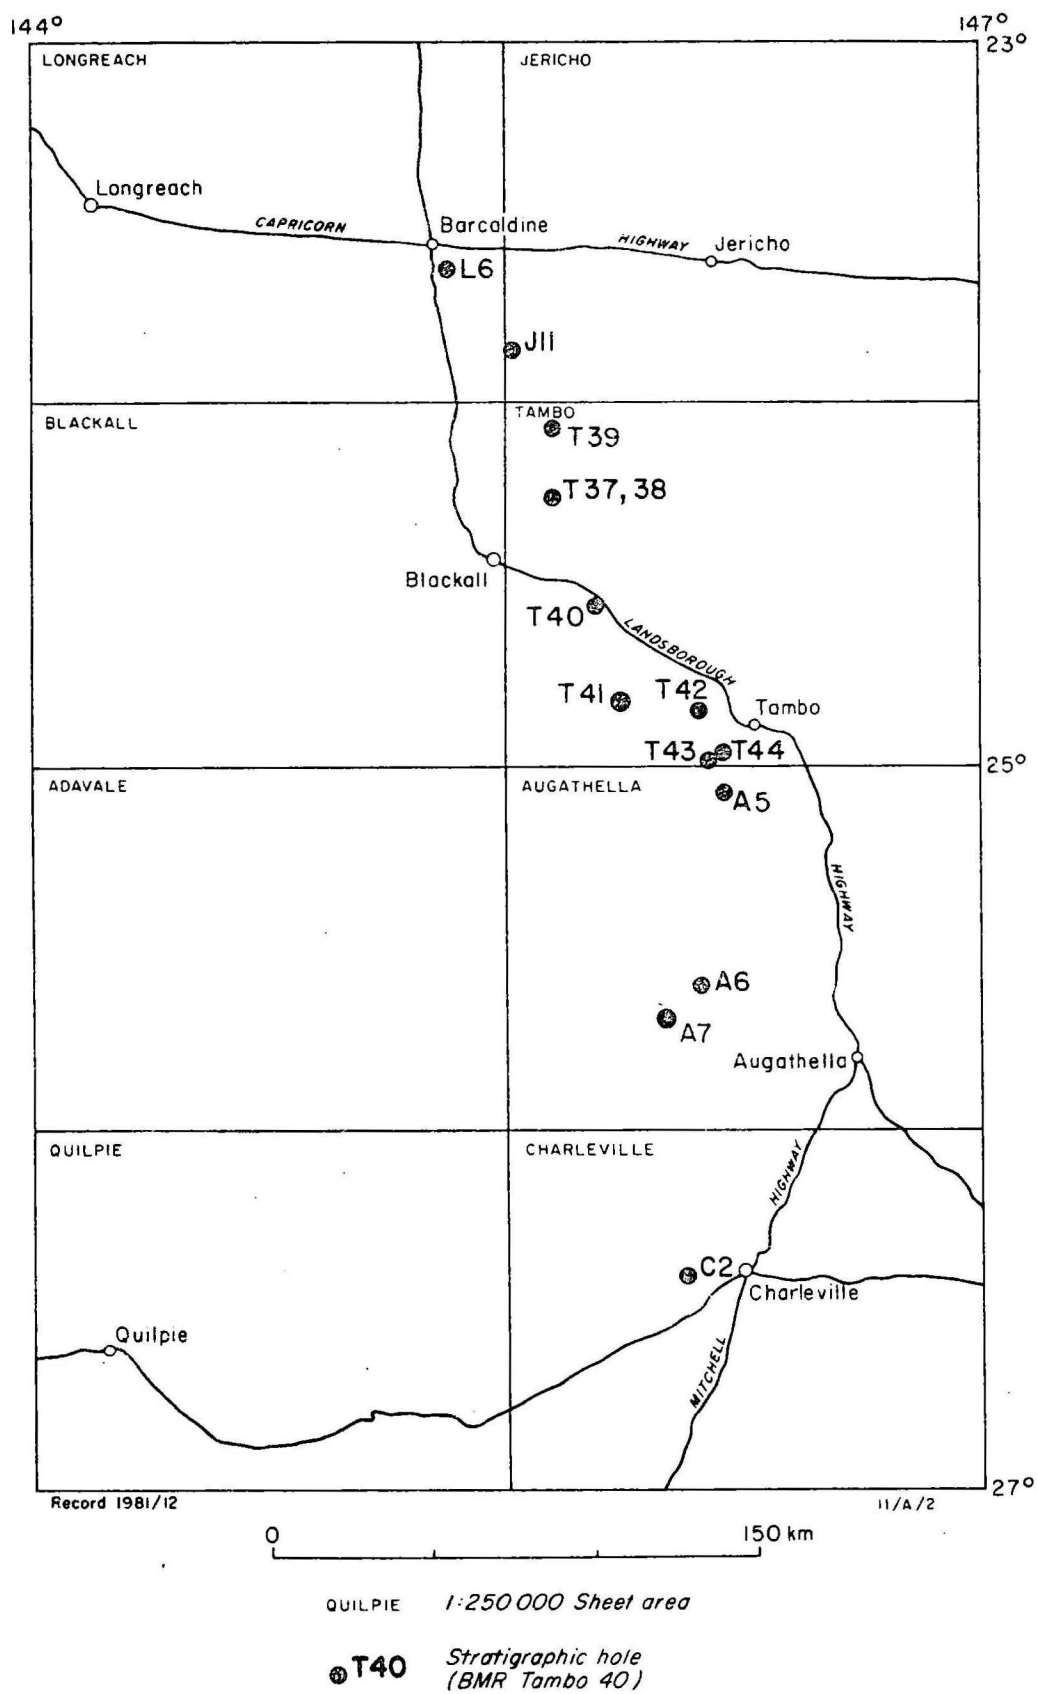 144°
147°
23°
LONGREACH
JERICHO
Longreach
CAPRICORN
Barcaldine
HIGHWAY
Jericho
L6
J11
BLACKALL
TAMBO
T39
T37, 38
Blackall
T40
LANDSBOROUGH
T41
T42
Tambo
T43
T44
25°
ADAVALE
AUGATHELLA
A5
HIGHWAY
A6
A7
Augathella
QUILPIE
CHARLEVILLE
HIGHWAY
C2
Charleville
Quilpie
MITCHELL
27°
Record 1981/12
11/A/2
0
150 km
QUILPIE 1:250 000 Sheet area
T40 Stratigraphic hole
(BMR Tambo 40)